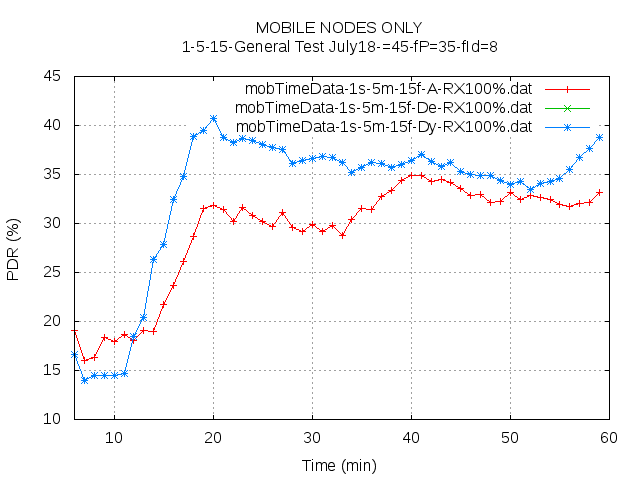 MOBILE NODES ONLY
1-5-15-General Test July18-=45-fP=35-fId=8
mobTimeData-1s-5m-15f-A-RX100%.dat
mobTimeData-1s-5m-15f-De-RX100%.dat
mobTimeData-1s-5m-15f-Dy-RX100%.dat
45
40
35
30
25
20
15
10
PDR (%)
10 20 30 40 50 60
Time (min)